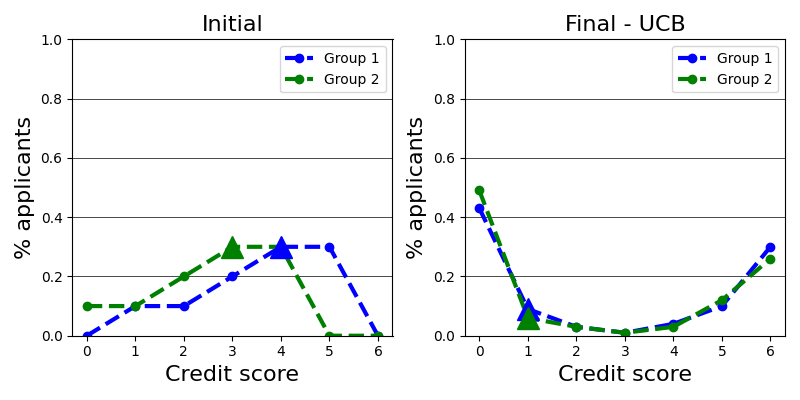 Initial
% applicants
1.0
0.8
0.6
0.4
0.2
0.0
Group 1
Group 2
0 1 2 3 4 5 6
Credit score
Final - UCB
% applicants
1.0
0.8
0.6
0.4
0.2
0.0
Group 1
Group 2
0 1 2 3 4 5 6
Credit score